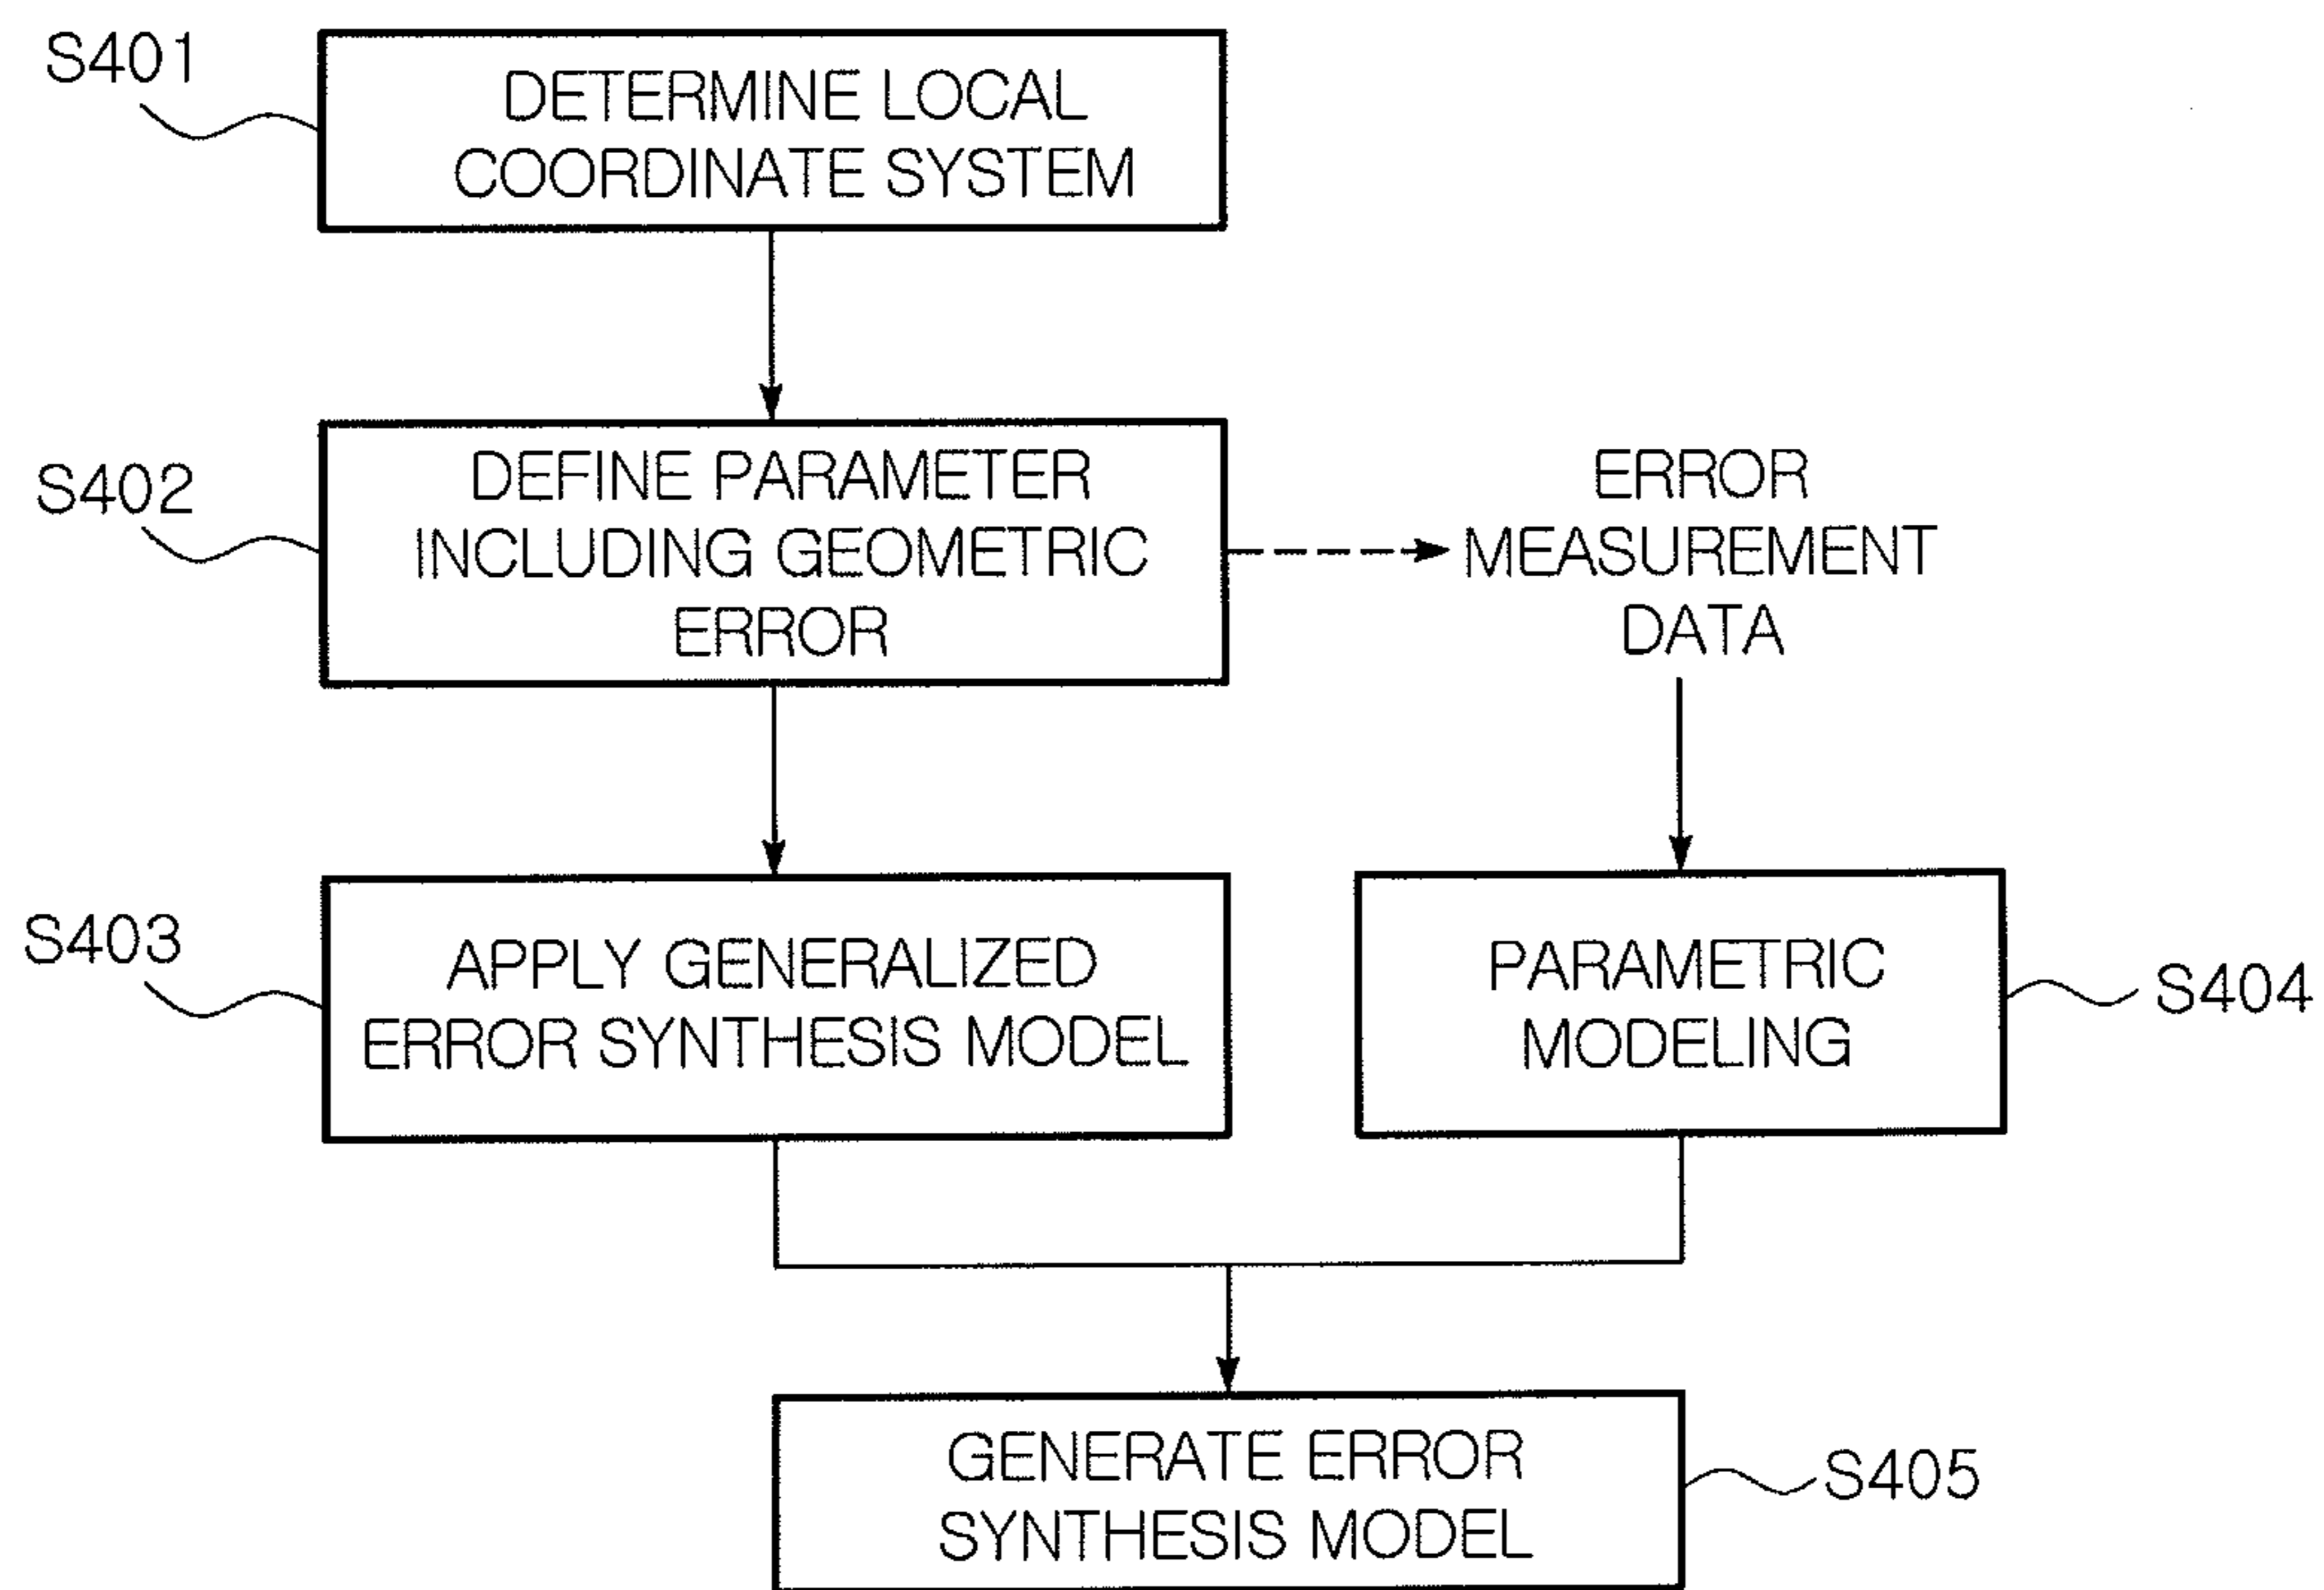 S401
DETERMINE LOCAL
COORDINATE SYSTEM
S402
DEFINE PARAMETER
INCLUDING GEOMETRIC
ERROR
ERROR
MEASUREMENT
DATA
S403
APPLY GENERALIZED
ERROR SYNTHESIS MODEL
PARAMETRIC
MODELING
S404
GENERATE ERROR
SYNTHESIS MODEL
S405